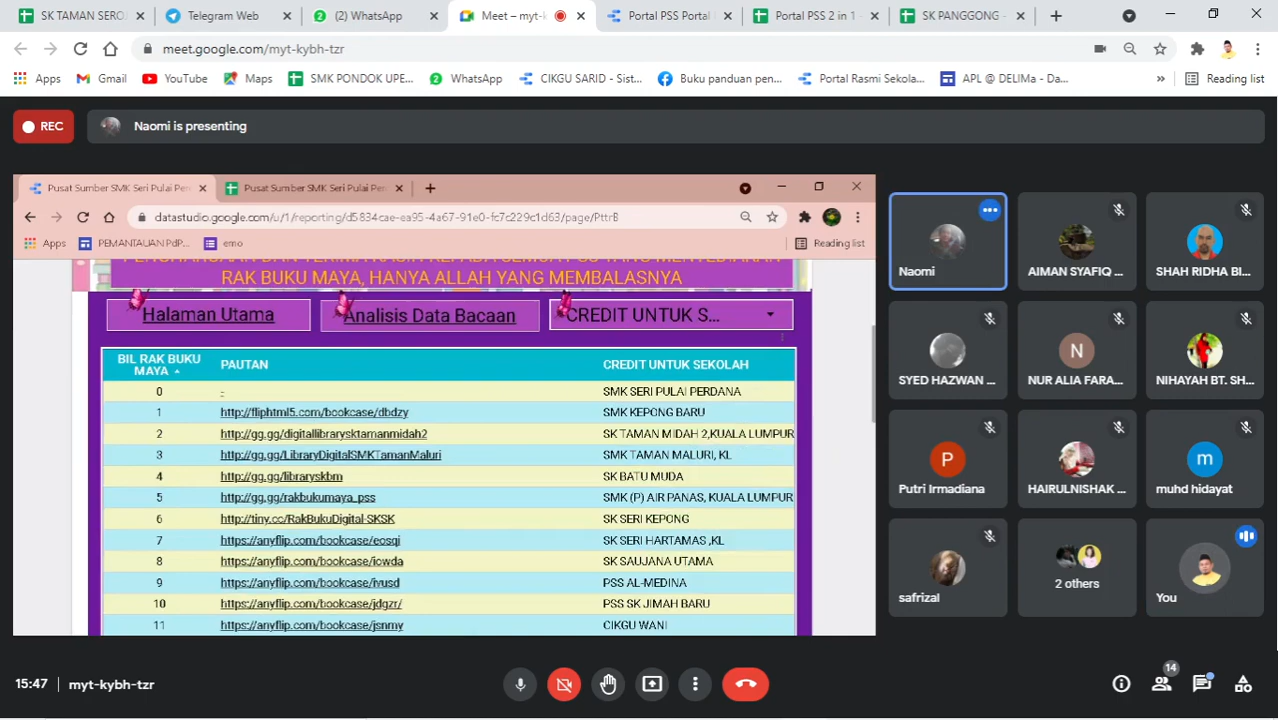 SK TAMAN SERO
Telegram Web
(2) WhatsApp
Meet – myt-k
Portal PSS Portal
Portal PSS 2 in 1 -
SK PANGGONG -
meet.google.com/myt-kybh-tzr
Apps
Gmail
YouTube
Maps
SMK PONDOK UPE...
WhatsApp
CIKGU SARID - Sist...
Buku panduan pen...
Portal Rasmi Sekola...
APL @ DELIMa - Da...
»
Reading list
REC
Naomi is presenting
Pusat Sumber SMK Seri Pulai Per
Pusat Sumber SMK Seri Pulai Per
datastudio.google.com/u/1/reporting/d5834cae-ea95-4a67-91e0-fc7c229c1d63/page/PttrB
Apps
PEMANTAUAN PdP...
emo
Reading list
RAK BUKU MAYA, HANYA ALLAH YANG MEMBALASNYA
Halaman Utama
Analisis Data Bacaan
CREDIT UNTUK S...
BIL RAK BUKU MAYA
PAUTAN
CREDIT UNTUK SEKOLAH
0 - SMK SERI PULAI PERDANA
1 http://fliphtml5.com/bookcase/dbdzy SMK KEPONG BARU
2 http://gg.gg/digitallibrarysktamanmidah2 SK TAMAN MIDAH 2,KUALA LUMPUR
3 http://gg.gg/LibraryDigitalSMKTamanMaluri SMK TAMAN MALURI, KL
4 http://gg.gg/libraryskbm SK BATU MUDA
5 http://gg.gg/rakbukumaya_pss SMK (P) AIR PANAS, KUALA LUMPUR
6 http://tiny.cc/RakBukuDigital-SKSK SK SERI KEPONG
7 https://anyflip.com/bookcase/eosqi SK SERI HARTAMAS ,KL
8 https://anyflip.com/bookcase/iowda SK SAUJANA UTAMA
9 https://anyflip.com/bookcase/ivusd PSS AL-MEDINA
10 https://anyflip.com/bookcase/jdgzr/ PSS SK JIMAH BARU
11 https://anyflip.com/bookcase/jsnmy CIKGU WANI
Naomi
AIMAN SYAFIQ ...
SHAH RIDHA BI...
SYED HAZWAN ...
N
NUR ALIA FARA...
NIHAYAH BT. SH...
P
Putri Irmadiana
HAIRULNISHAK ...
m
muhd hidayat
safrizal
2 others
You
15:47
myt-kybh-tzr
14